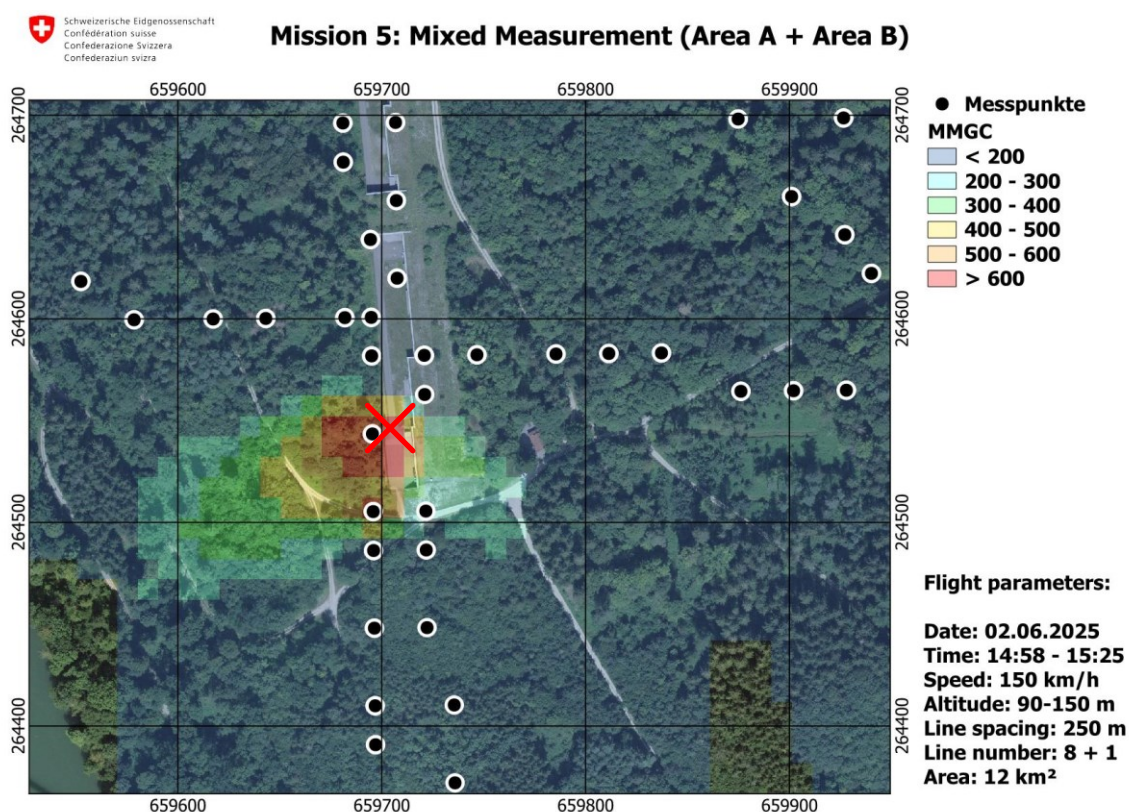 Schweizerische Eidgenossenschaft
Confédération suisse
Confederazione Svizzera
Confederaziun svizra
Mission 5: Mixed Measurement (Area A + Area B)
659600 659700 659800 659900
264700 264700
264600 264600
264500 264500
264400 264400
659600 659700 659800 659900
Messpunkte
MMGC
< 200
200 - 300
300 - 400
400 - 500
500 - 600
> 600
Flight parameters:
Date: 02.06.2025
Time: 14:58 - 15:25
Speed: 150 km/h
Altitude: 90-150 m
Line spacing: 250 m
Line number: 8 + 1
Area: 12 km²